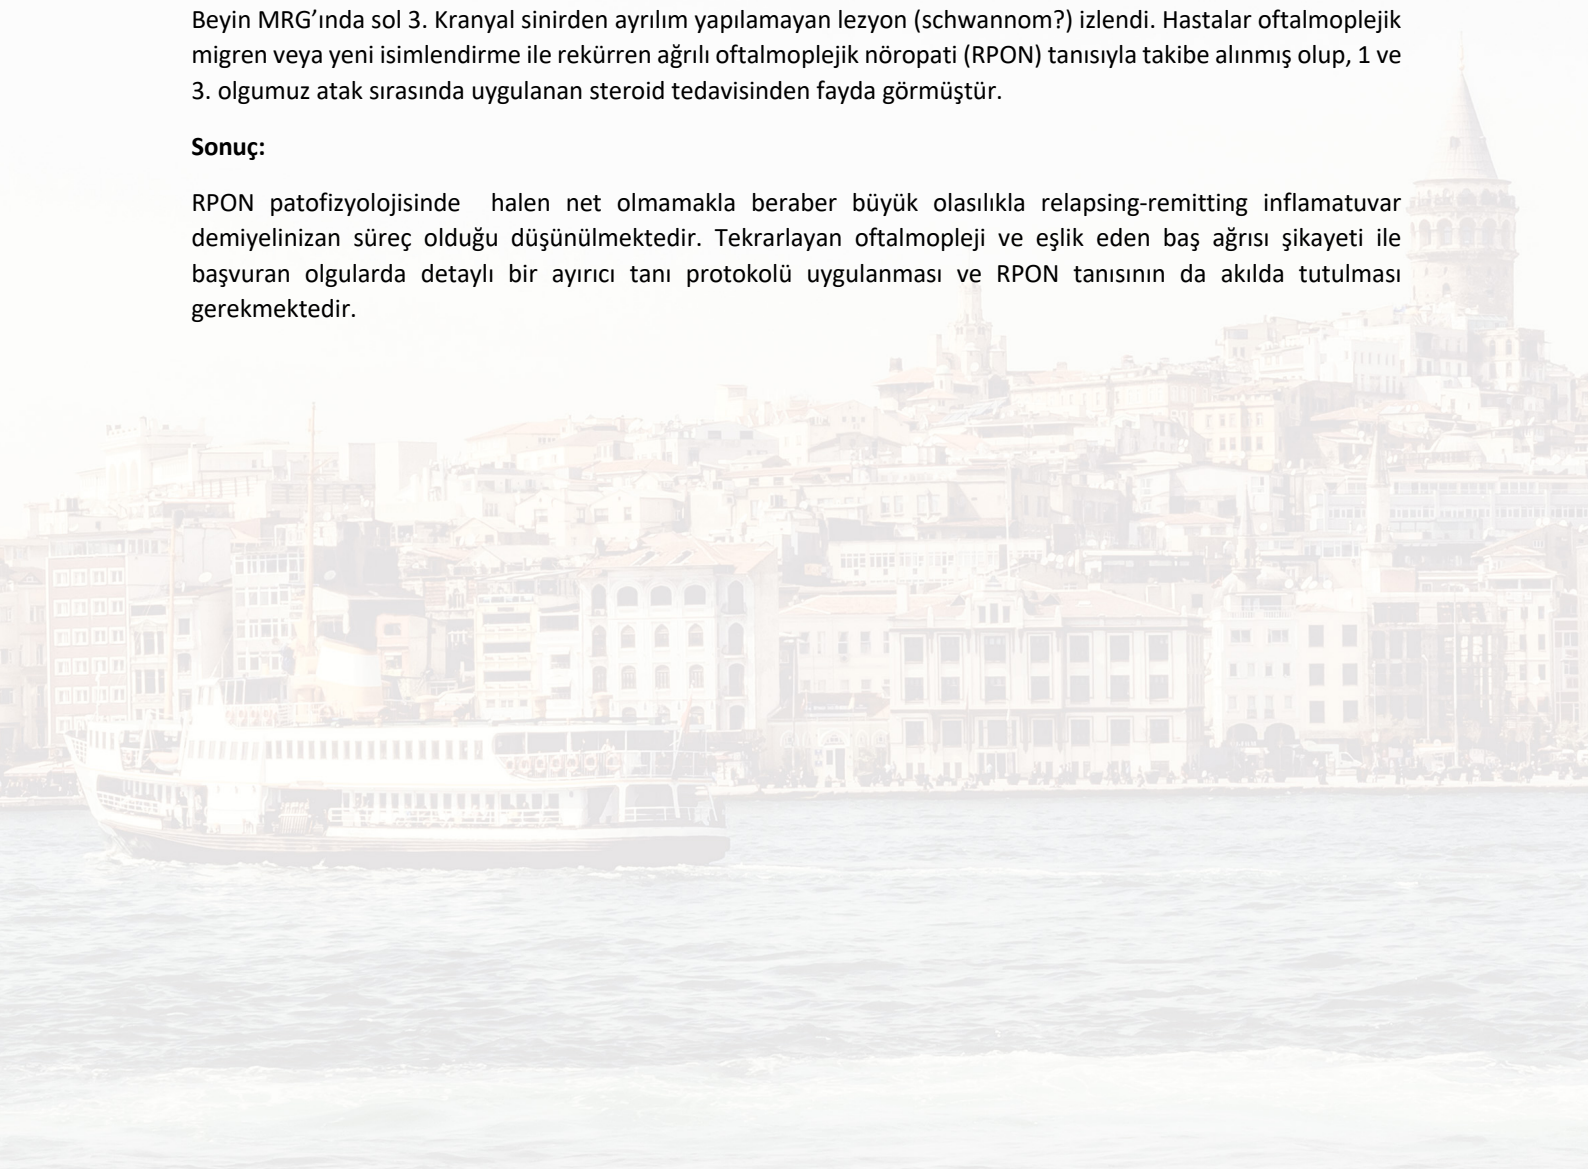 Beyin MRG’ında sol 3. Kranyal sinirden ayrılım yapılamayan lezyon (schwannom?) izlendi. Hastalar oftalmoplejik
migren veya yeni isimlendirme ile rekürren ağrılı oftalmoplejik nöropati (RPON) tanısıyla takibe alınmış olup, 1 ve
3. olgumuz atak sırasında uygulanan steroid tedavisinden fayda görmüştür.
Sonuç:
RPON patofizyolojisinde halen net olmamakla beraber büyük olasılıkla relapsing-remitting inflamatuvar
demiyelinizan süreç olduğu düşünülmektedir. Tekrarlayan oftalmopleji ve eşlik eden baş ağrısı şikayeti ile
başvuran olgularda detaylı bir ayırıcı tanı protokolü uygulanması ve RPON tanısının da akılda tutulması
gerekmektedir.